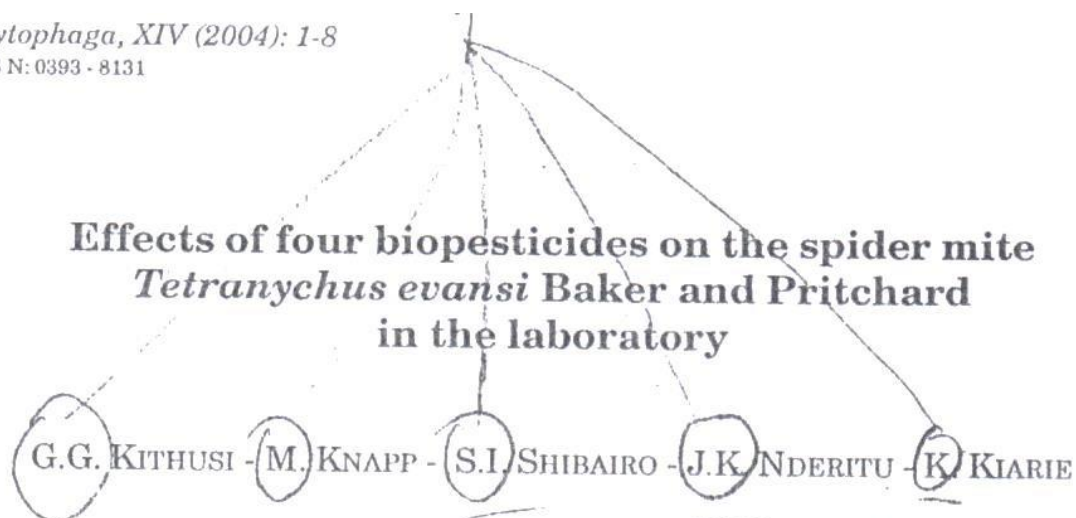 ytophaga, XIV (2004): 1-8
N: 0393 - 8131
Effects of four biopesticides on the spider mite
Tetranychus evansi Baker and Pritchard
in the laboratory
G.G. KITHUSI - M. KNAPP - S.I. SHIBAIRO - J.K. NDERITU - K. KIARIE